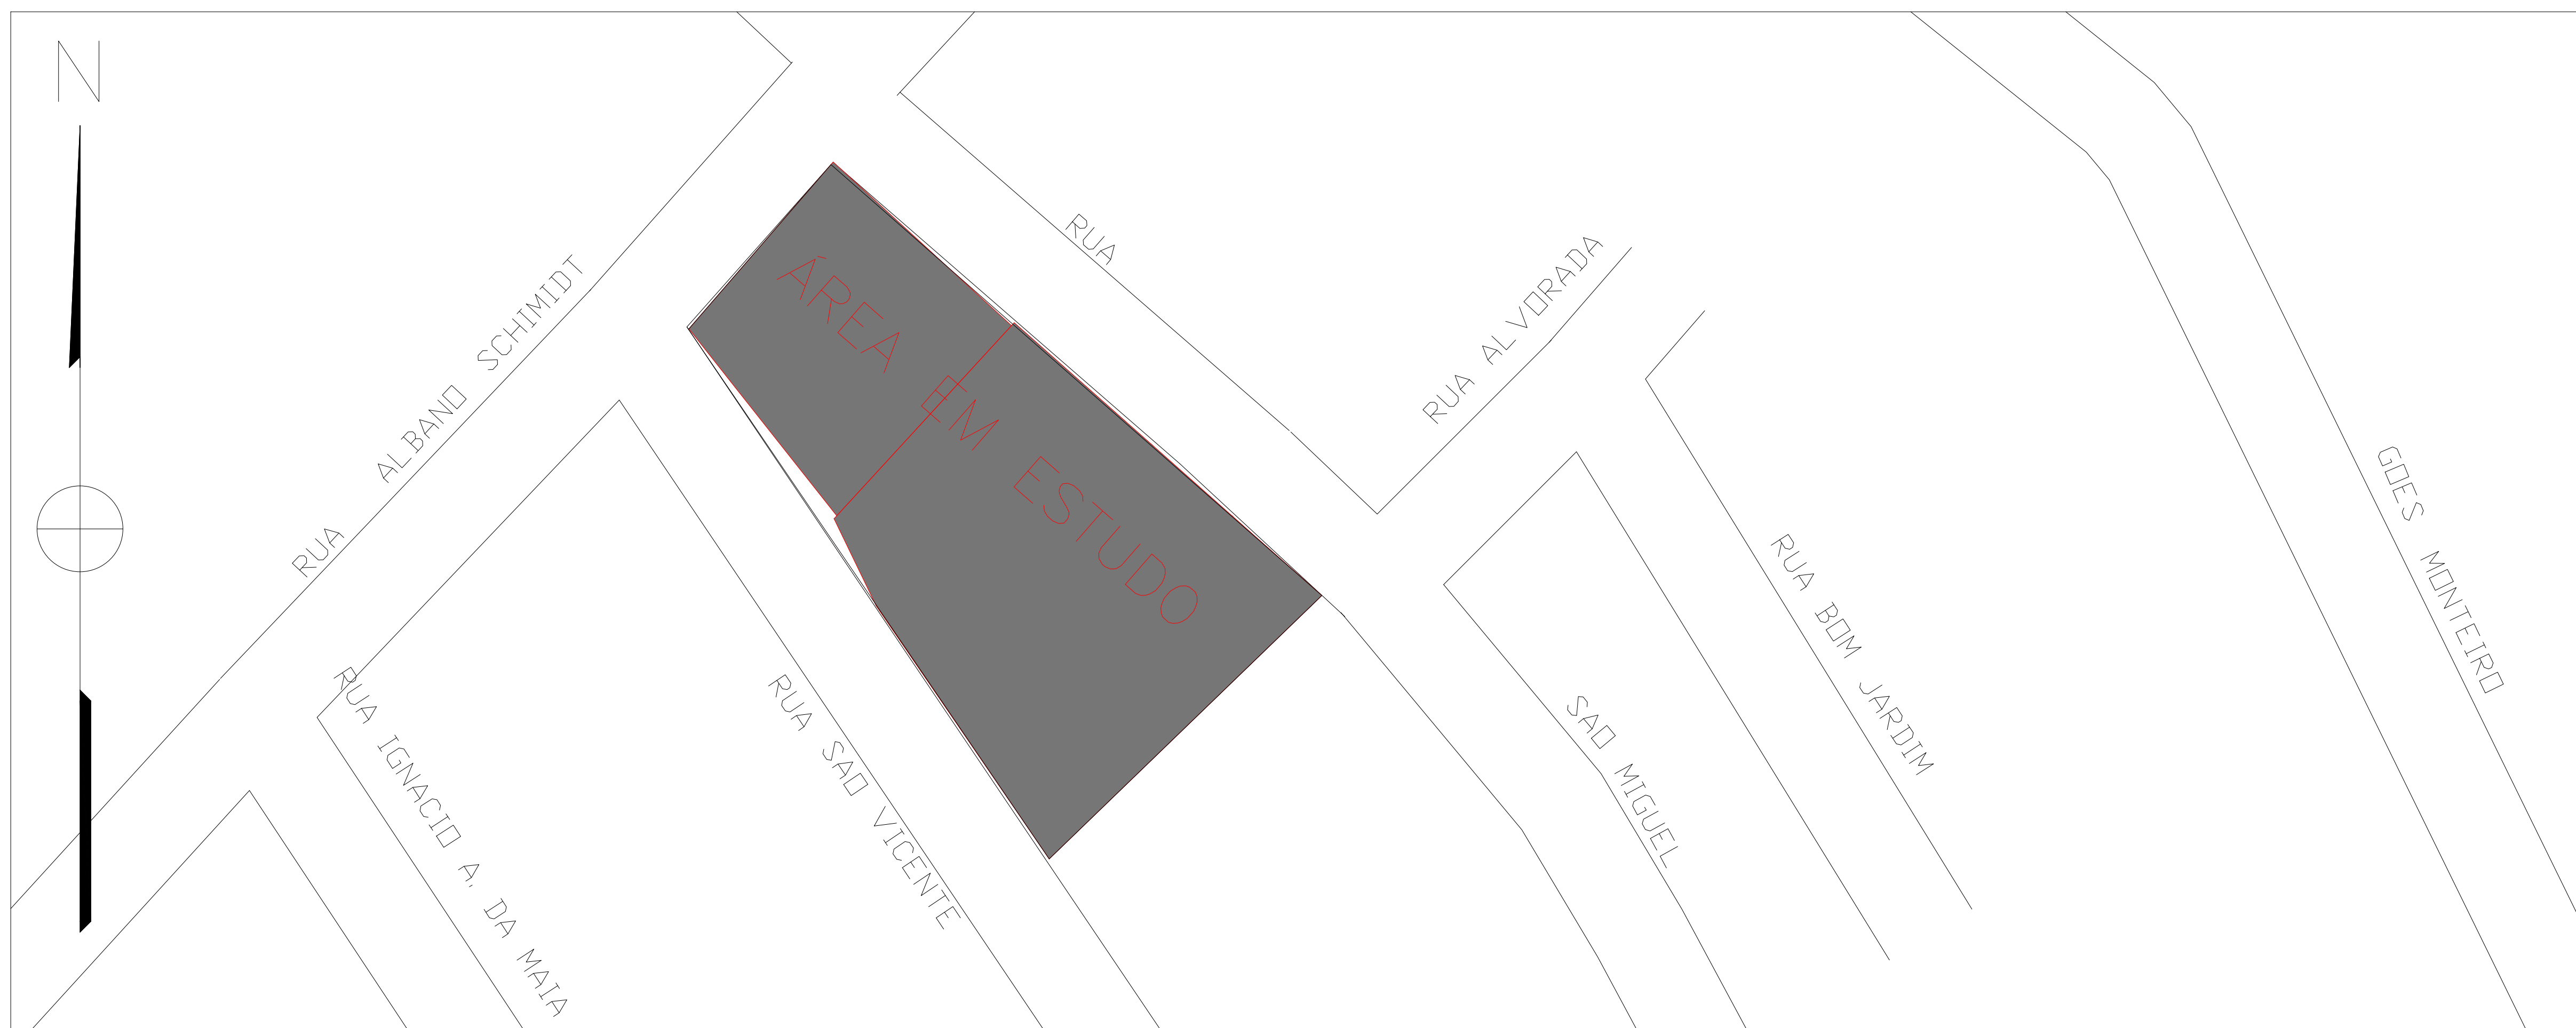 N
RUA ALBANO SCHIMIDT
ÁREA EM ESTUDO
RUA SAO MIGUEL
RUA ALVORADA
RUA BOM JARDIM
GOES MONTEIRO
RUA IGNACIO A. DA MAIA
RUA SAO VICENTE